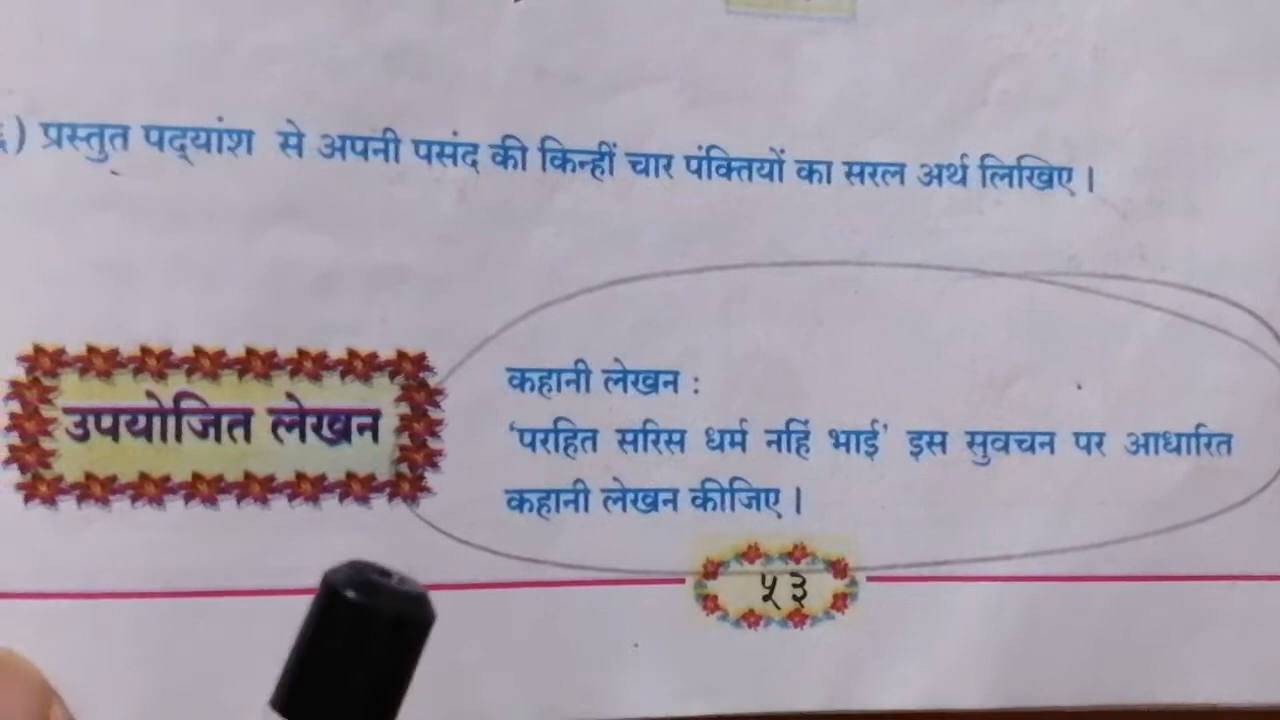 ) प्रस्तुत पद्‌यांश से अपनी पसंद की किन्हीं चार पंक्तियों का सरल अर्थ लिखिए ।
उपयोजित लेखन
कहानी लेखन :
‘परहित सरिस धर्म नहिं भाई’ इस सुवचन पर आधारित
कहानी लेखन कीजिए ।
५३